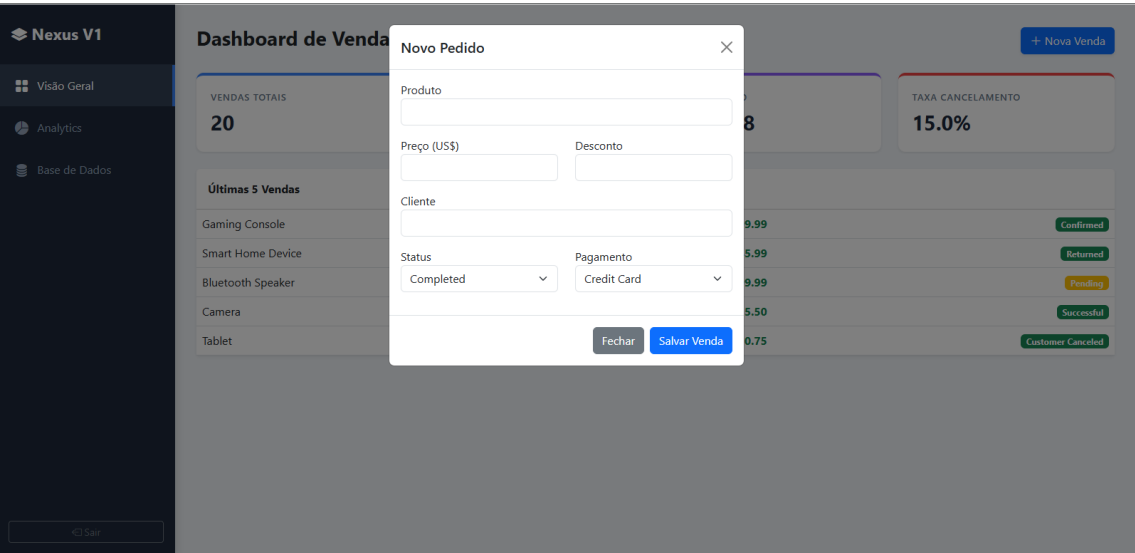 Nexus V1
Visão Geral
Analytics
Base de Dados
Sair
Dashboard de Venda
+ Nova Venda
VENDAS TOTAIS
20
8
TAXA CANCELAMENTO
15.0%
Últimas 5 Vendas
Gaming Console 9.99 Confirmed
Smart Home Device 5.99 Returned
Bluetooth Speaker 9.99 Pending
Camera 5.50 Successful
Tablet 0.75 Customer Canceled
Novo Pedido
Produto
Preço (US$) Desconto
Cliente
Status Pagamento
Completed Credit Card
Fechar Salvar Venda